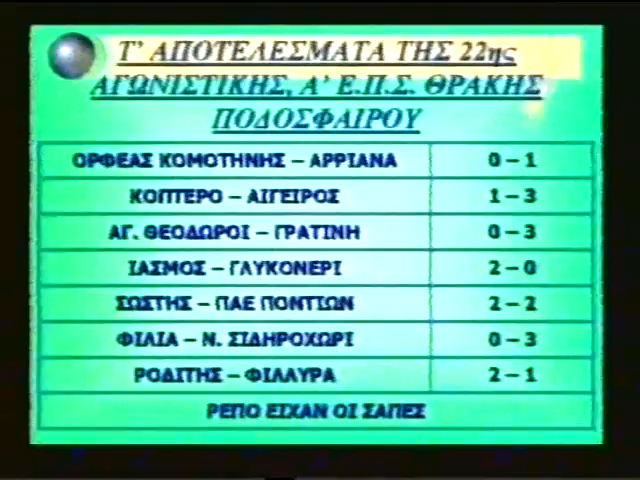 Τ' ΑΠΟΤΕΛΕΣΜΑΤΑ ΤΗΣ 22ης
ΑΓΩΝΙΣΤΙΚΗΣ, Α' Ε.Π.Σ. ΘΡΑΚΗΣ
ΠΟΔΟΣΦΑΙΡΟΥ
ΟΡΦΕΑΣ ΚΟΜΟΤΗΝΗΣ – ΑΡΡΙΑΝΑ 0 – 1
ΚΟΠΤΕΡΟ – ΑΙΓΕΙΡΟΣ 1 – 3
ΑΓ. ΘΕΟΔΩΡΟΙ – ΓΡΑΤΙΝΗ 0 – 3
ΙΑΣΜΟΣ – ΓΛΥΚΟΝΕΡΙ 2 – 0
ΣΩΣΤΗΣ – ΠΑΕ ΠΟΝΤΙΩΝ 2 – 2
ΦΙΛΙΑ – Ν. ΣΙΔΗΡΟΧΩΡΙ 0 – 3
ΡΟΔΙΤΗΣ – ΦΙΛΛΥΡΑ 2 – 1
ΡΕΠΟ ΕΙΧΑΝ ΟΙ ΣΑΠΕΣ